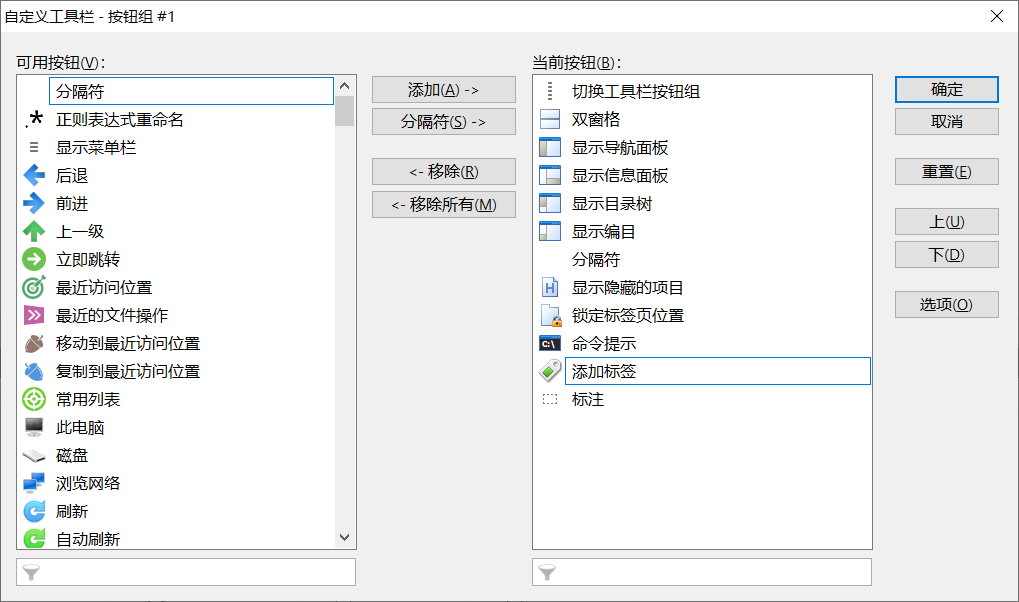 自定义工具栏 - 按钮组 #1
可用按钮(V):
分隔符
.* 正则表达式重命名
显示菜单栏
后退
前进
上一级
立即跳转
最近访问位置
最近的文件操作
移动到最近访问位置
复制到最近访问位置
常用列表
此电脑
磁盘
浏览网络
刷新
自动刷新
添加(A) ->
分隔符(S) ->
<- 移除(R)
<- 移除所有(M)
当前按钮(B):
切换工具栏按钮组
双窗格
显示导航面板
显示信息面板
显示目录树
显示编目
分隔符
H 显示隐藏的项目
锁定标签页位置
C:\ 命令提示
添加标签
标注
确定
取消
重置(E)
上(U)
下(D)
选项(O)